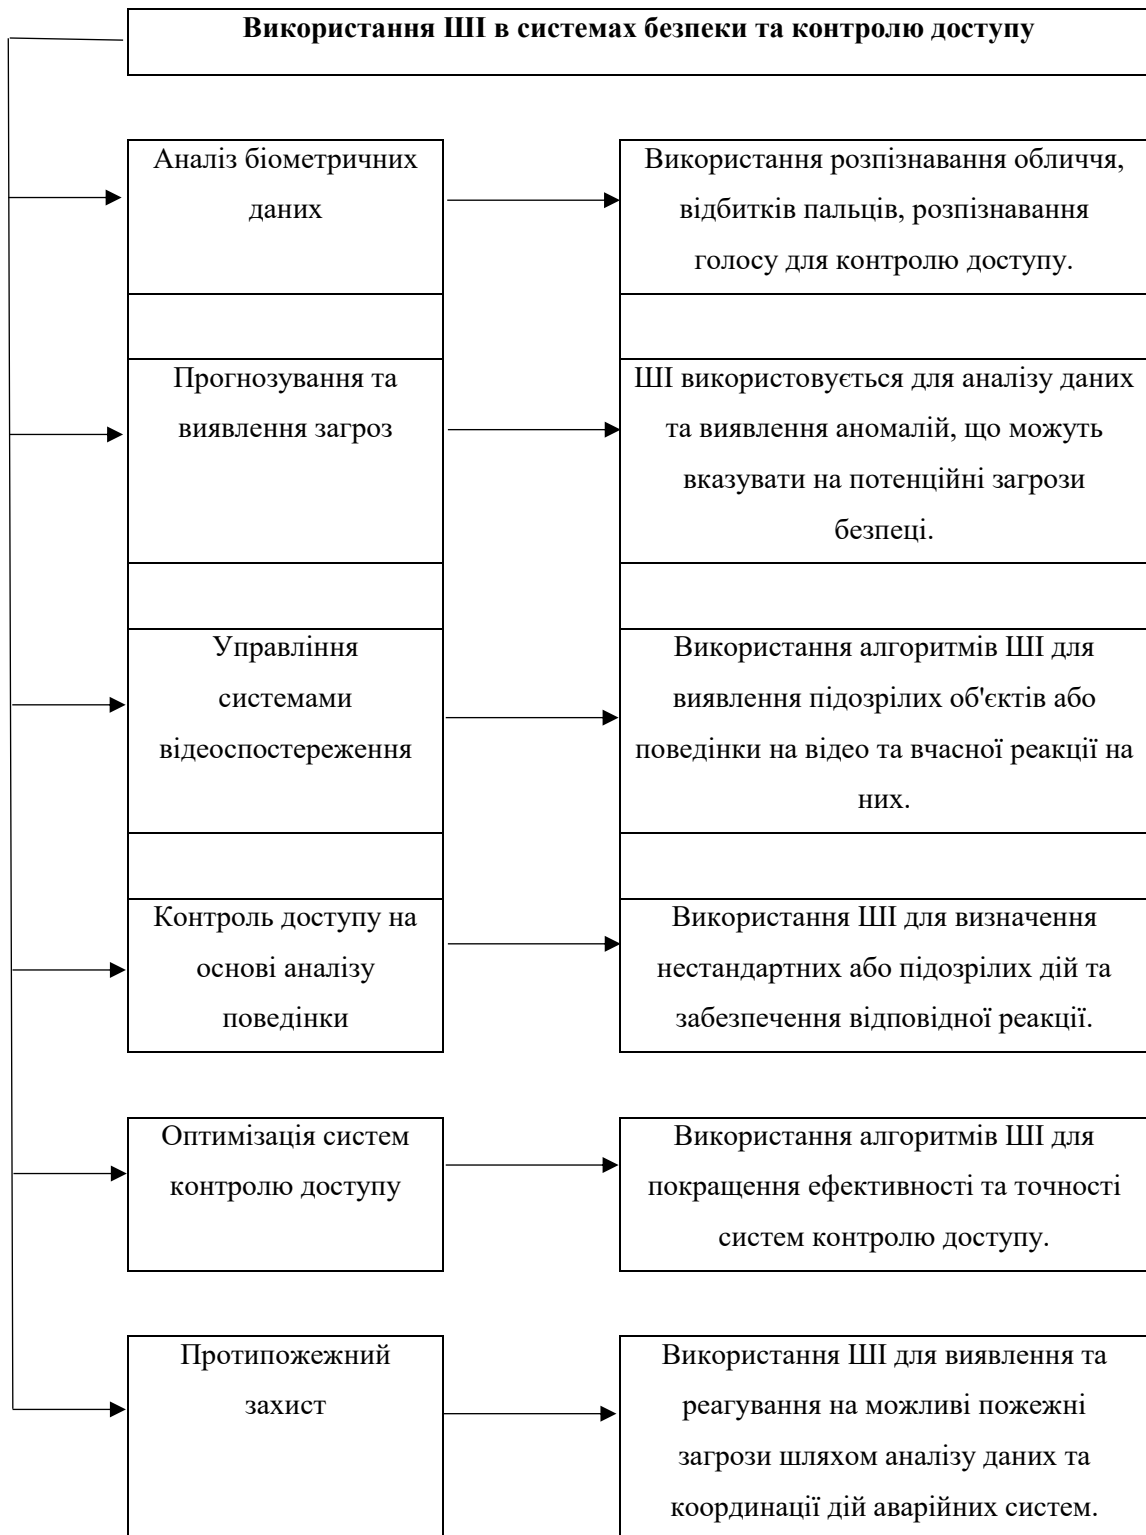 Використання ШІ в системах безпеки та контролю доступу
Аналіз біометричних
даних
Використання розпізнавання обличчя,
відбитків пальців, розпізнавання
голосу для контролю доступу.
Прогнозування та
виявлення загроз
ШІ використовується для аналізу даних
та виявлення аномалій, що можуть
вказувати на потенційні загрози
безпеці.
Управління
системами
відеоспостереження
Використання алгоритмів ШІ для
виявлення підозрілих об'єктів або
поведінки на відео та вчасної реакції на
них.
Контроль доступу на
основі аналізу
поведінки
Використання ШІ для визначення
нестандартних або підозрілих дій та
забезпечення відповідної реакції.
Оптимізація систем
контролю доступу
Використання алгоритмів ШІ для
покращення ефективності та точності
систем контролю доступу.
Протипожежний
захист
Використання ШІ для виявлення та
реагування на можливі пожежні
загрози шляхом аналізу даних та
координації дій аварійних систем.